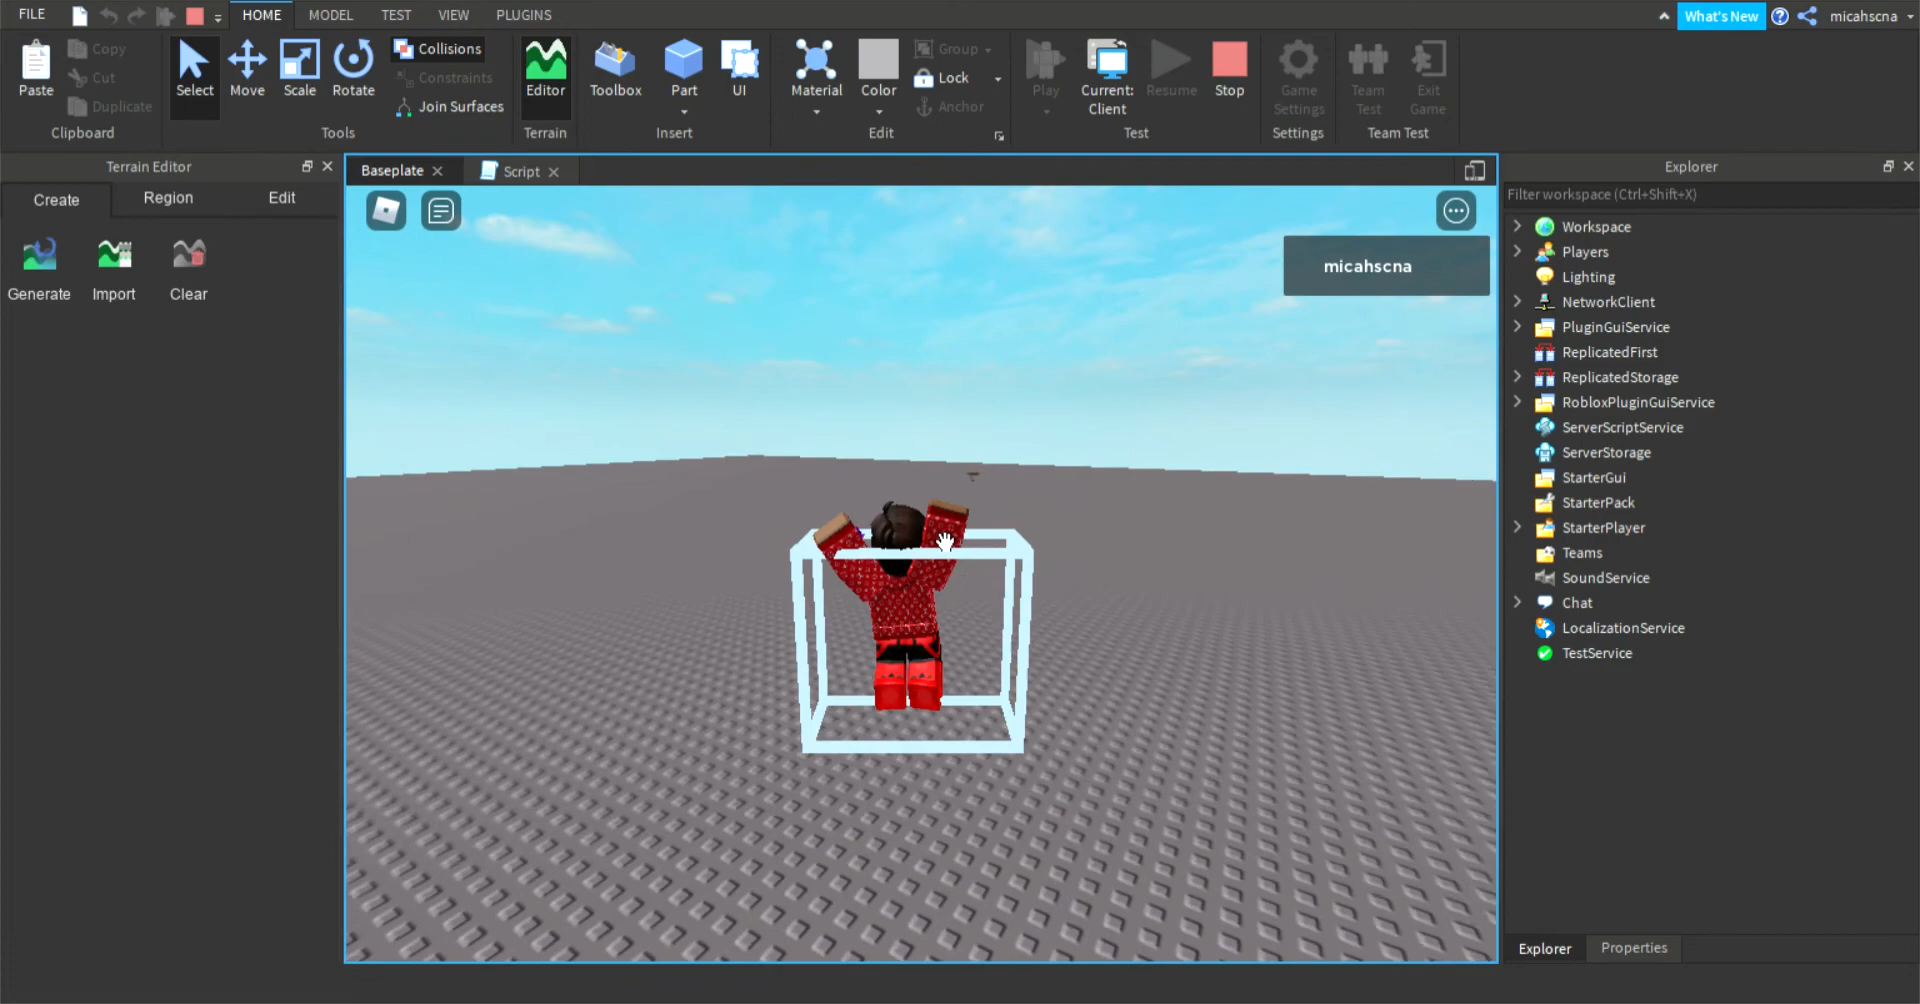 FILE HOME MODEL TEST VIEW PLUGINS What's New micahscna
Paste Copy Cut Duplicate
Clipboard
Select Move Scale Rotate Collisions Constraints Join Surfaces
Tools
Editor
Terrain
Toolbox Part UI
Insert
Material Color Group Lock Anchor
Edit
Play Current: Client Resume Stop
Test
Game Settings
Settings
Team Test Exit Game
Team Test
Terrain Editor
Create Region Edit
Generate Import Clear
Baseplate Script
micahscna
Explorer
Filter workspace (Ctrl+Shift+X)
Workspace
Players
Lighting
NetworkClient
PluginGuiService
ReplicatedFirst
ReplicatedStorage
RobloxPluginGuiService
ServerScriptService
ServerStorage
StarterGui
StarterPack
StarterPlayer
Teams
SoundService
Chat
LocalizationService
TestService
Explorer Properties